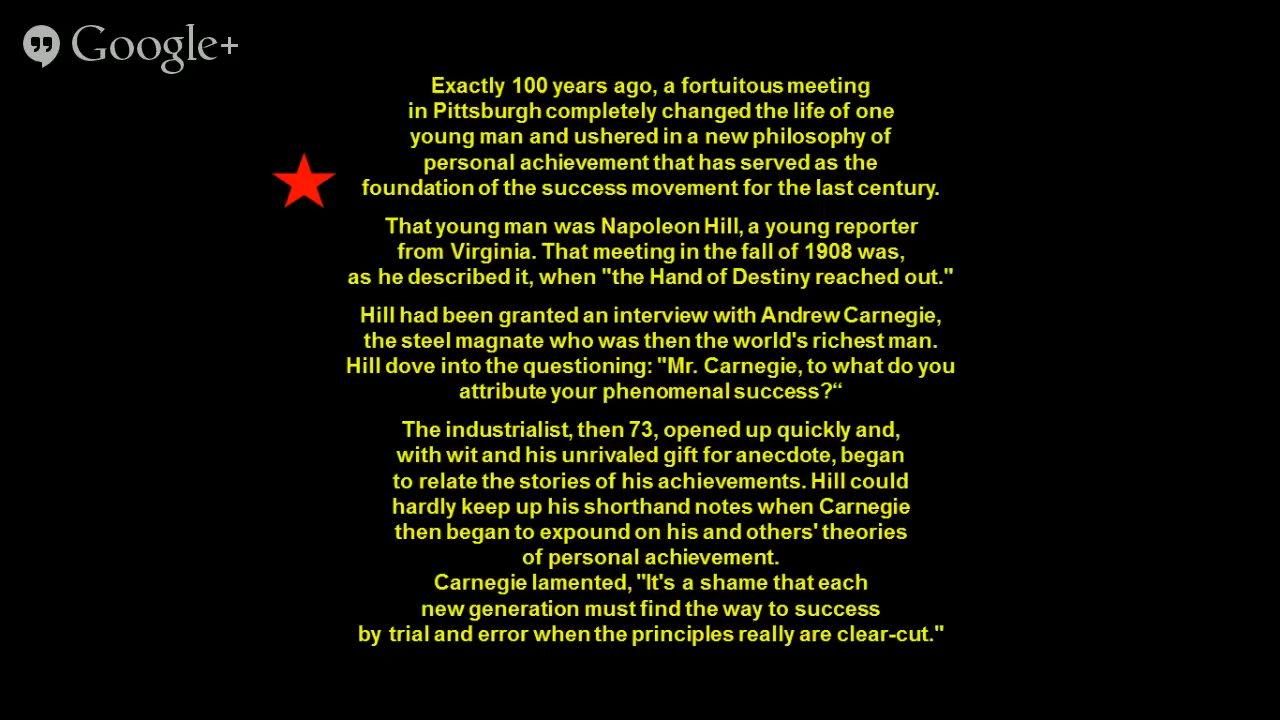 Google+
Exactly 100 years ago, a fortuitous meeting
in Pittsburgh completely changed the life of one
young man and ushered in a new philosophy of
personal achievement that has served as the
foundation of the success movement for the last century.
That young man was Napoleon Hill, a young reporter
from Virginia. That meeting in the fall of 1908 was,
as he described it, when "the Hand of Destiny reached out."
Hill had been granted an interview with Andrew Carnegie,
the steel magnate who was then the world's richest man.
Hill dove into the questioning: "Mr. Carnegie, to what do you
attribute your phenomenal success?“
The industrialist, then 73, opened up quickly and,
with wit and his unrivaled gift for anecdote, began
to relate the stories of his achievements. Hill could
hardly keep up his shorthand notes when Carnegie
then began to expound on his and others' theories
of personal achievement.
Carnegie lamented, "It's a shame that each
new generation must find the way to success
by trial and error when the principles really are clear-cut."